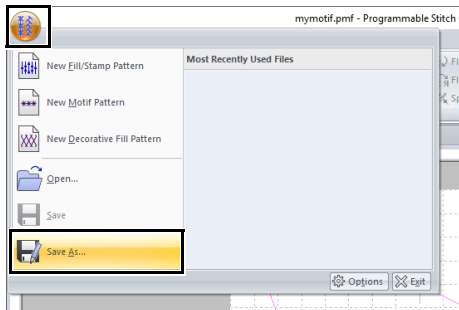 mymotif.pmf - Programmable Stitch
New Fill/Stamp Pattern
Most Recently Used Files
New Motif Pattern
New Decorative Fill Pattern
Open...
Save
Save As...
Options
Exit